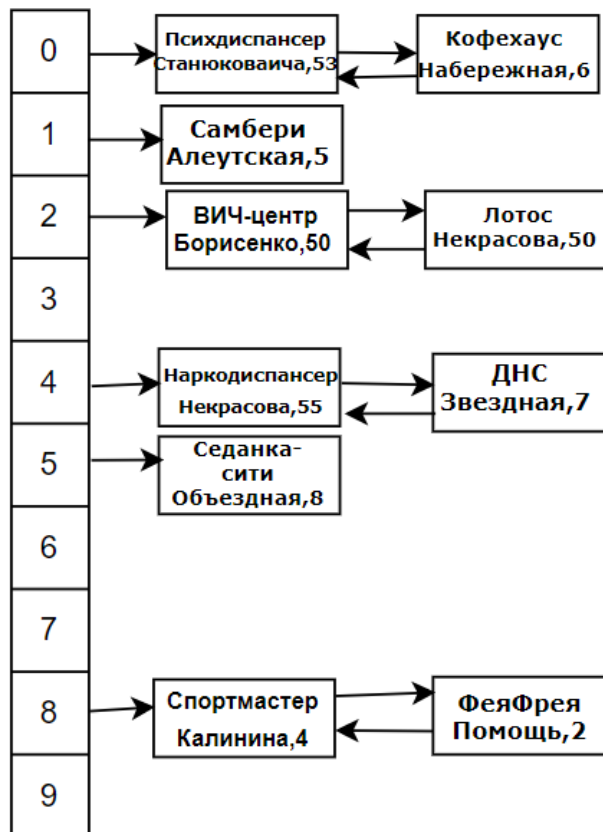 0
Психдиспансер
Станюковаича,53
Кофехаус
Набережная,6
1
Самбери
Алеутская,5
2
ВИЧ-центр
Борисенко,50
Лотос
Некрасова,50
3
4
Наркодиспансер
Некрасова,55
ДНС
Звездная,7
5
Седанка-
сити
Объездная,8
6
7
8
Спортмастер
Калинина,4
ФеяФрея
Помощь,2
9